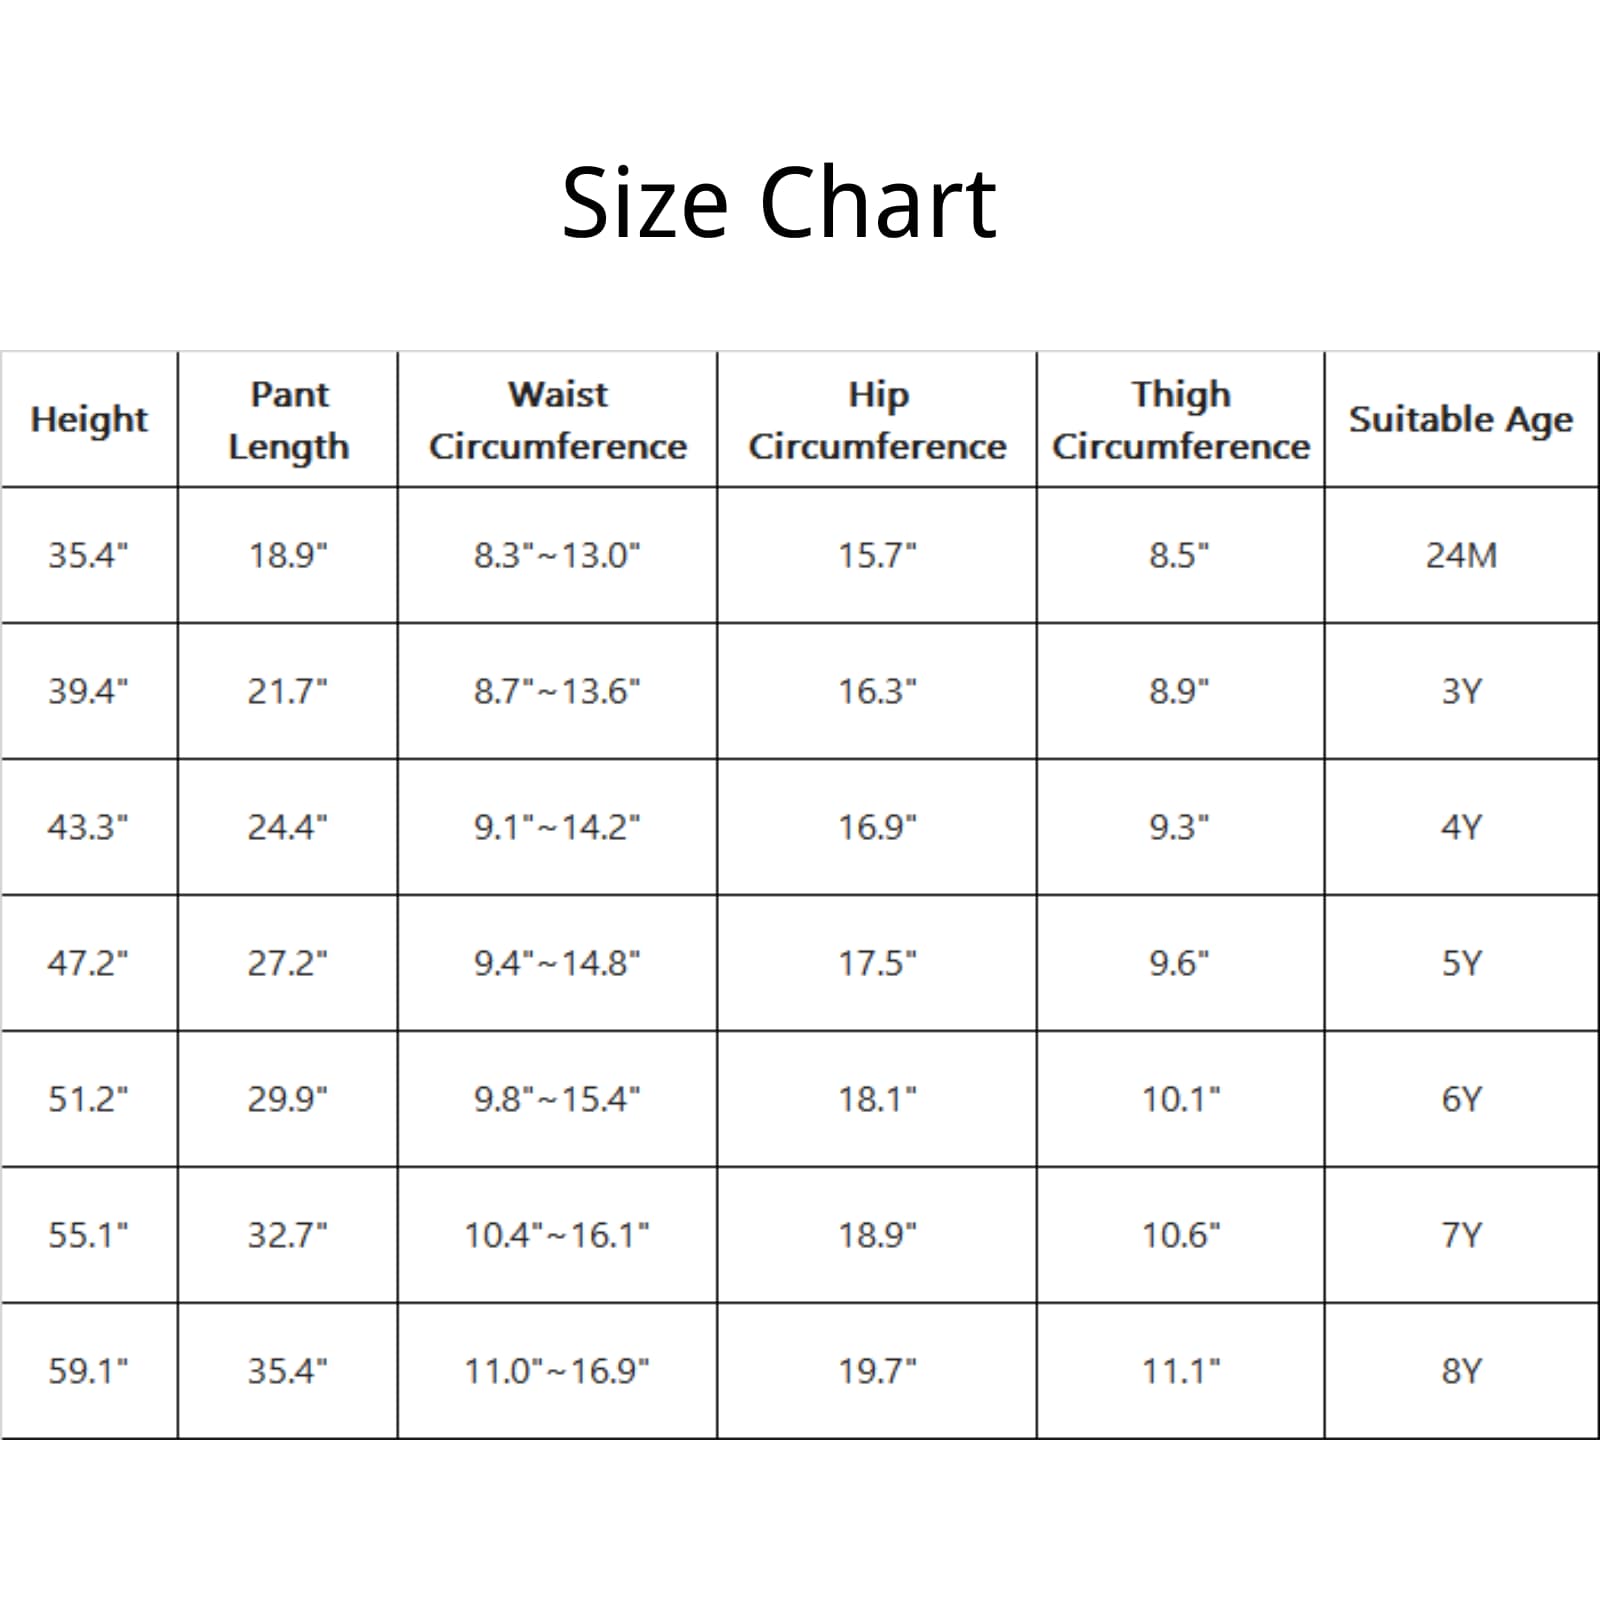 Size Chart
Height Pant Length Waist Circumference Hip Circumference Thigh Circumference Suitable Age
35.4" 18.9" 8.3"~13.0" 15.7" 8.5" 24M
39.4" 21.7" 8.7"~13.6" 16.3" 8.9" 3Y
43.3" 24.4" 9.1"~14.2" 16.9" 9.3" 4Y
47.2" 27.2" 9.4"~14.8" 17.5" 9.6" 5Y
51.2" 29.9" 9.8"~15.4" 18.1" 10.1" 6Y
55.1" 32.7" 10.4"~16.1" 18.9" 10.6" 7Y
59.1" 35.4" 11.0"~16.9" 19.7" 11.1" 8Y